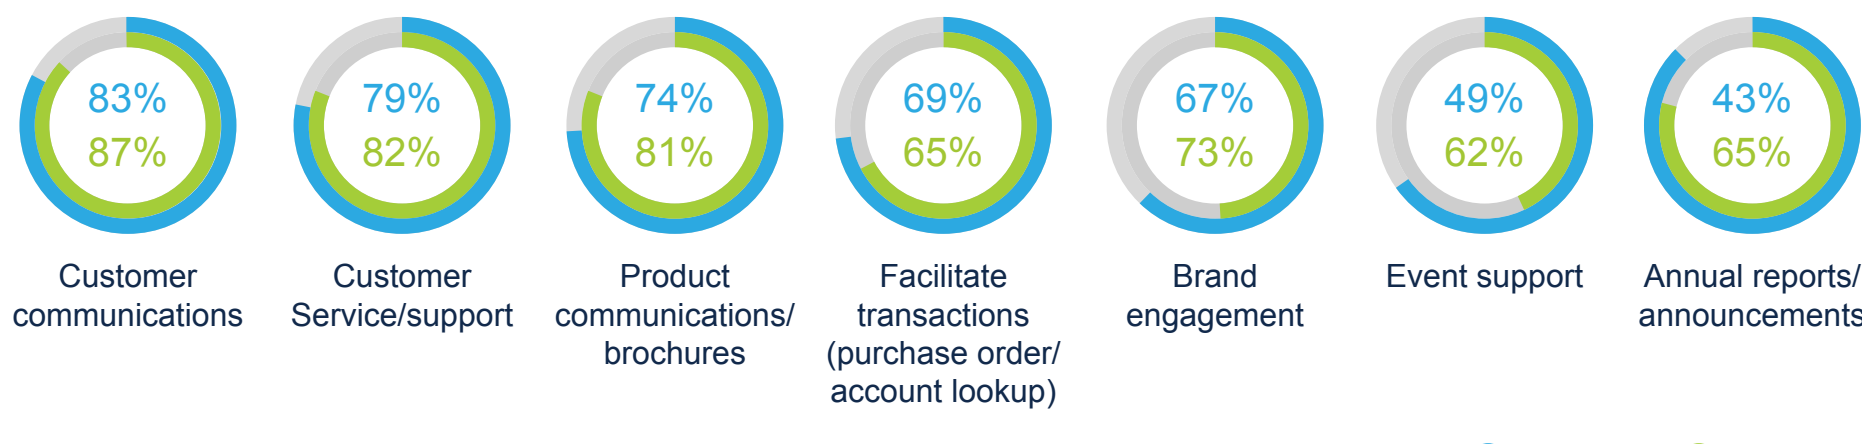 83%
87%
Customer
communications
79%
82%
Customer
Service/support
74%
81%
Product
communications/
brochures
69%
65%
Facilitate
transactions
(purchase order/
account lookup)
67%
73%
Brand
engagement
49%
62%
Event support
43%
65%
Annual reports/
announcements